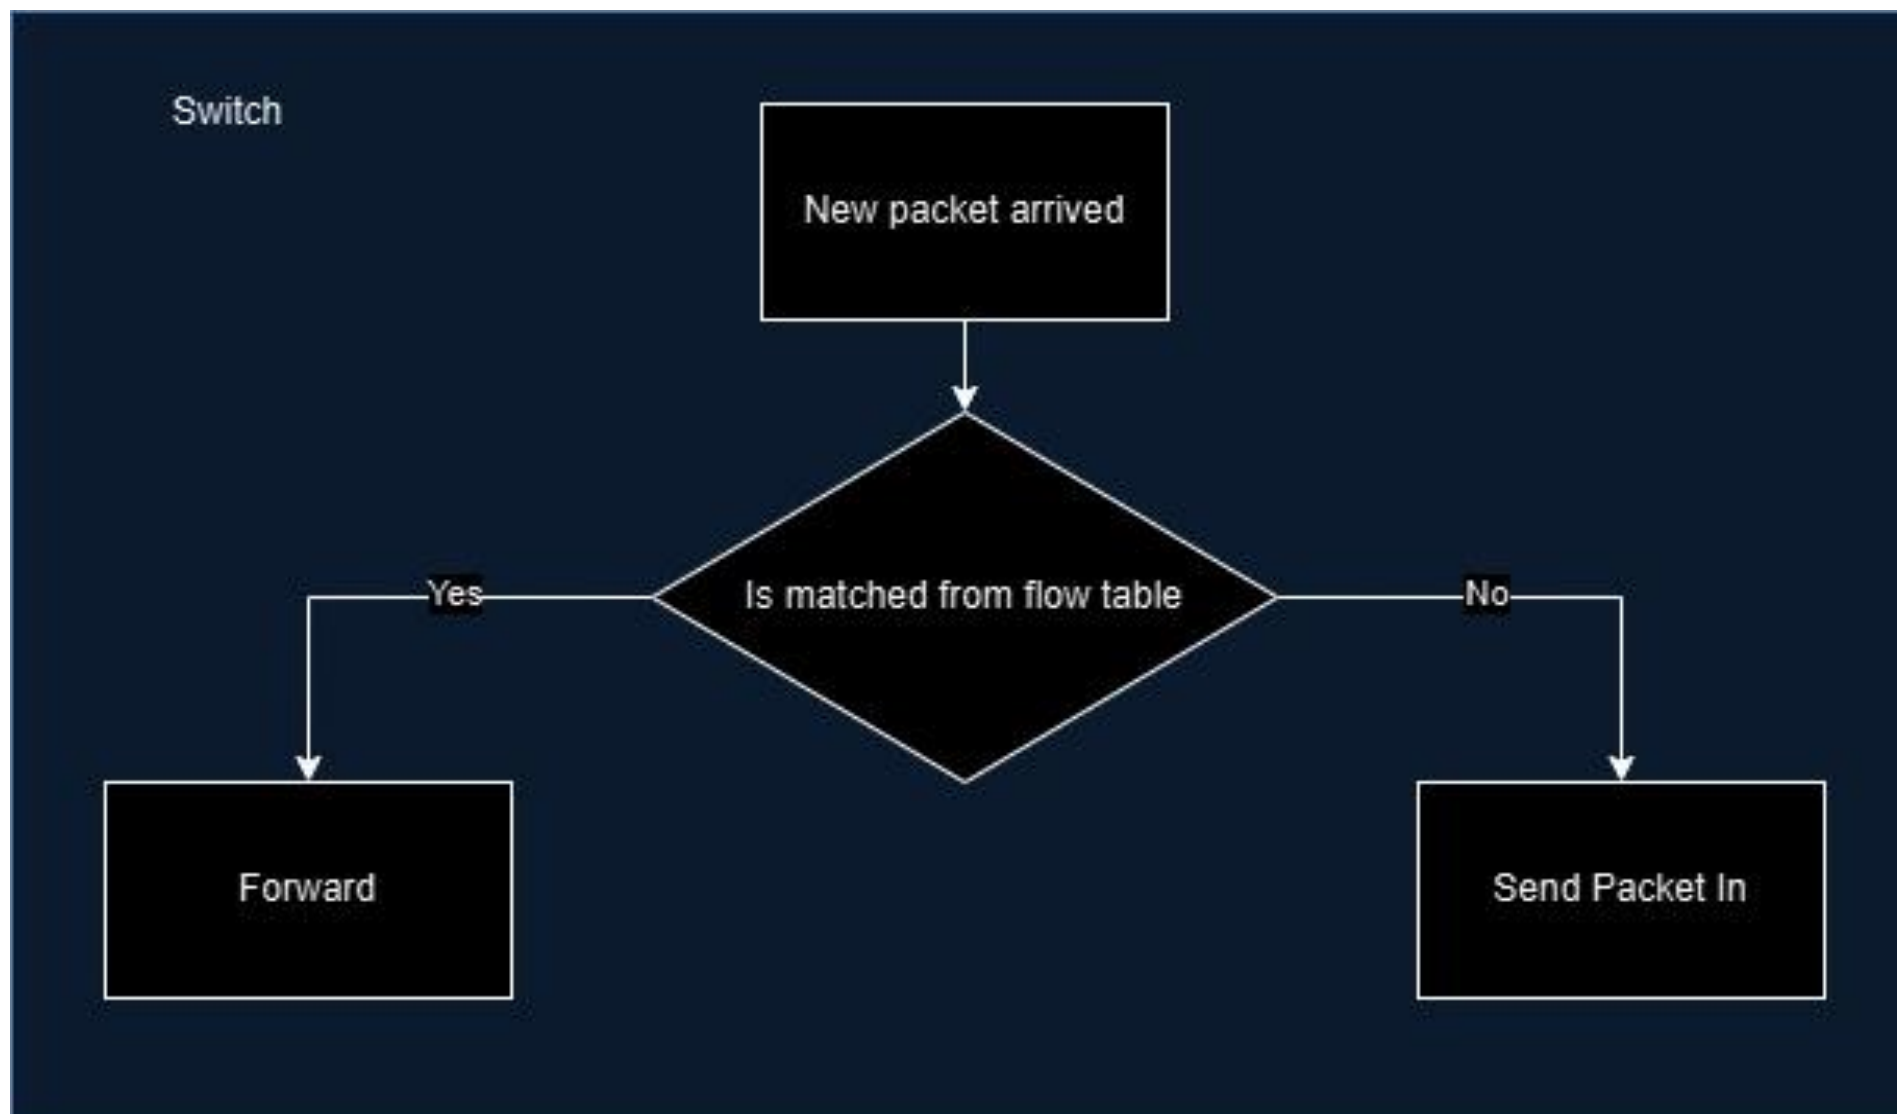 Switch
New packet arrived
Is matched from flow table
Yes
No
Forward
Send Packet In